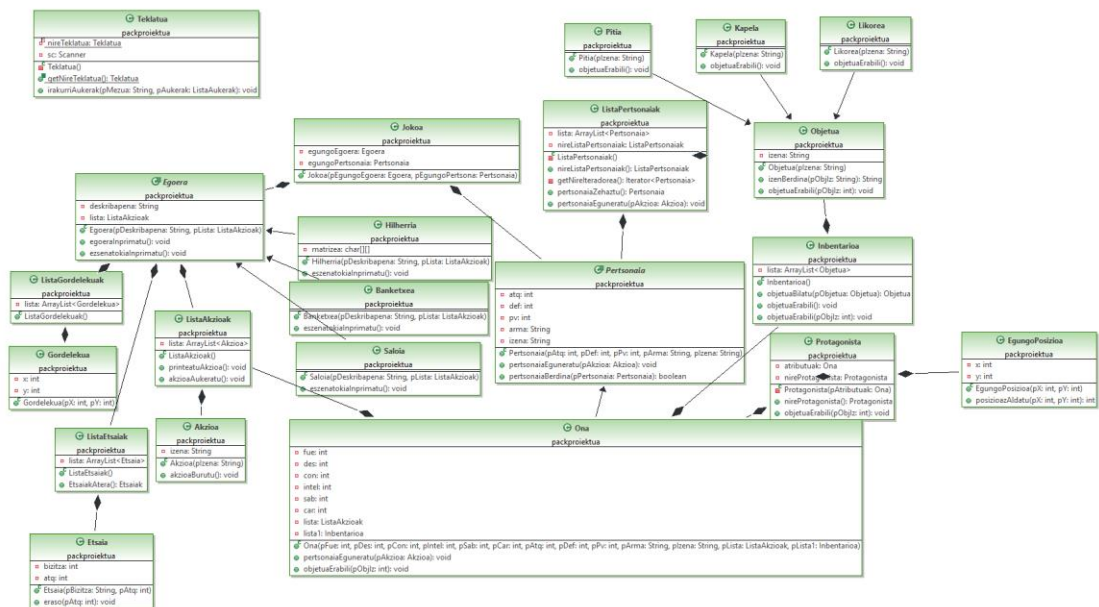 Teklatua
packproiektua
nireTeklatua: Teklatua
sc: Scanner
Teklatua()
getNireTeklatua(): Teklatua
irakurriAukerak(pMezua: String, pAukerak: ListaAukerak): void
Pitia
packproiektua
Pitia(pIzena: String)
objetuaErabili(): void
Kapela
packproiektua
Kapela(pIzena: String)
objetuaErabili(): void
Likorea
packproiektua
Likorea(pIzena: String)
objetuaErabili(): void
ListaPertsonaiak
packproiektua
lista: ArrayList<Pertsonaia>
nireListaPertsonaiak: ListaPertsonaiak
ListaPertsonaiak()
nireListaPertsonaiak(): ListaPertsonaiak
getNireIteradorea(): Iterator<Pertsonaia>
pertsonaiaZehaztu(): Pertsonaia
pertsonaiaEguneratu(pAkzioa: Akzioa): void
Jokoa
packproiektua
egungoEgoera: Egoera
egungoPertsonaia: Pertsonaia
Jokoa(pEgungoEgoera: Egoera, pEgungoPertsona: Pertsonaia)
Objetua
packproiektua
izena: String
Objetua(pIzena: String)
izenBerdina(pObjIz: String): String
objetuaErabili(pObjIz: int): void
Egoera
packproiektua
deskribapena: String
lista: ListaAkzioak
Egoera(pDeskribapena: String, pLista: ListaAkzioak)
egoeraInprimatu(): void
ezsenatokiaInprimatu(): void
Hilherria
packproiektua
matrizea: char[][]
Hilherria(pDeskribapena: String, pLista: ListaAkzioak)
eszenatokiaInprimatu(): void
Inbentarioa
packproiektua
lista: ArrayList<Objetua>
Inbentarioa()
objetuaBilatu(pObjetua: Objetua): Objetua
objetuaErabili(): void
objetuaErabili(pObjIz: int): void
ListaGordelekuak
packproiektua
lista: ArrayList<Gordelekua>
ListaGordelekuak()
Banketxea
packproiektua
Banketxea(pDeskribapena: String, pLista: ListaAkzioak)
eszenatokiaInprimatu(): void
Pertsonaia
packproiektua
atq: int
def: int
pv: int
arma: String
izena: String
Pertsonaia(pAtq: int, pDef: int, pPv: int, pArma: String, pIzena: String)
pertsonaiaEguneratu(pAkzioa: Akzioa): void
pertsonaiaBerdina(pPertsonaia: Pertsonaia): boolean
ListaAkzioak
packproiektua
lista: ArrayList<Akzioa>
ListaAkzioak()
printeatuAkzioa(): void
akzioaAukeratu(): void
Saloia
packproiektua
Saloia(pDeskribapena: String, pLista: ListaAkzioak)
eszenatokiaInprimatu(): void
Protagonista
packproiektua
atributuak: Ona
Protagonista
Protagonista(pAtributuak: Ona)
nireProtagonista(): Protagonista
objetuaErabili(pObjIz: int): void
EgungoPosizioa
packproiektua
x: int
y: int
EgungoPosizioa(pX: int, pY: int)
posizioazAldatu(pX: int, pY: int): int
Gordelekua
packproiektua
x: int
y: int
Gordelekua(pX: int, pY: int)
Akzioa
packproiektua
izena: String
Akzioa(pIzena: String)
akzioaBurutu(): void
ListaEtsaiak
packproiektua
lista: ArrayList<Etsaia>
ListaEtsaiak()
EtsaiakAtera(): Etsaiak
Ona
packproiektua
fue: int
des: int
con: int
intel: int
sab: int
car: int
lista: ListaAkzioak
lista1: Inbentarioa
Ona(pFue: int, pDes: int, pCon: int, pIntel: int, pSab: int, pCar: int, pAtq: int, pDef: int, pPv: int, pArma: String, pIzena: String, pLista: ListaAkzioak, pLista1: Inbentarioa)
pertsonaiaEguneratu(pAkzioa: Akzioa): void
objetuaErabili(pObjIz: int): void
Etsaia
packproiektua
bizitza: int
atq: int
Etsaia(pBizitza: String, pAtq: int)
eraso(pAtq: int): void